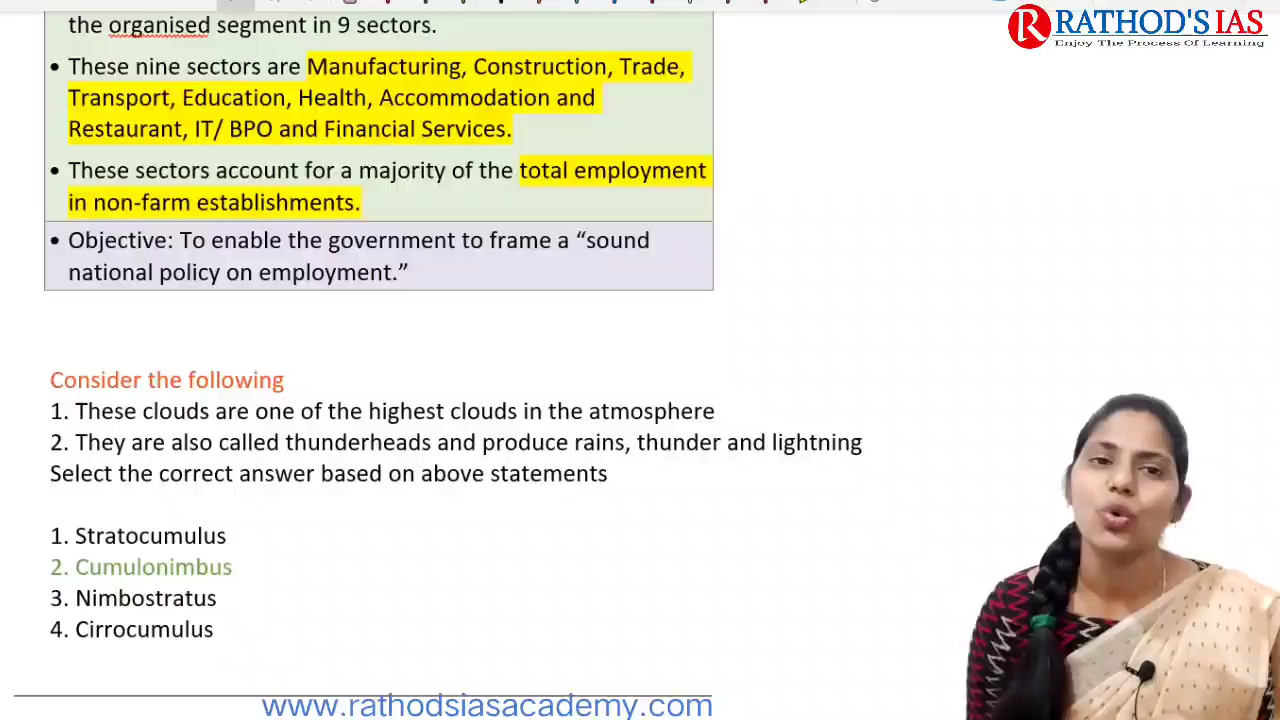 the organised segment in 9 sectors.
RATHOD'S IAS
Enjoy The Process Of Learning
• These nine sectors are Manufacturing, Construction, Trade,
Transport, Education, Health, Accommodation and
Restaurant, IT/ BPO and Financial Services.
• These sectors account for a majority of the total employment
in non-farm establishments.
• Objective: To enable the government to frame a “sound
national policy on employment.”
Consider the following
1. These clouds are one of the highest clouds in the atmosphere
2. They are also called thunderheads and produce rains, thunder and lightning
Select the correct answer based on above statements
1. Stratocumulus
2. Cumulonimbus
3. Nimbostratus
4. Cirrocumulus
www.rathodsiasacademy.com